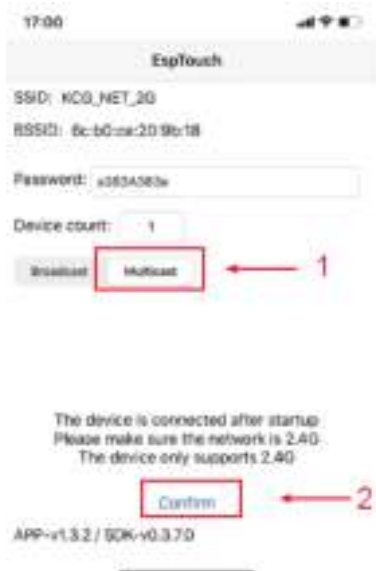 17:00
EspTouch
SSID: KCG_NET_2G
BSSID: 6c:b0:ce:20:9b:18
Password: a383A383a
Device count: 1
Broadcast Multicast 1
The device is connected after startup
Please make sure the network is 2.4G
The device only supports 2.4G
Confirm 2
APP-v1.3.2 / SDK-v0.3.7.0